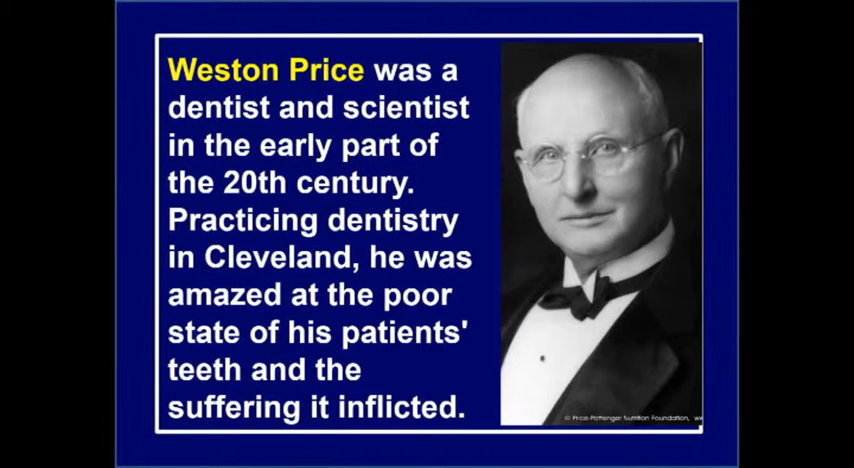 Weston Price was a
dentist and scientist
in the early part of
the 20th century.
Practicing dentistry
in Cleveland, he was
amazed at the poor
state of his patients'
teeth and the
suffering it inflicted.
© Price-Pottenger Nutrition Foundation, ww